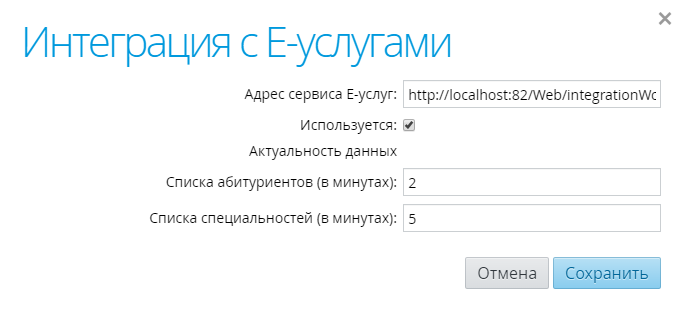 Интеграция с Е-услугами
Адрес сервиса Е-услуг: http://localhost:82/Web/integrationWo
Используется:
Актуальность данных
Списка абитуриентов (в минутах): 2
Списка специальностей (в минутах): 5
Отмена Сохранить